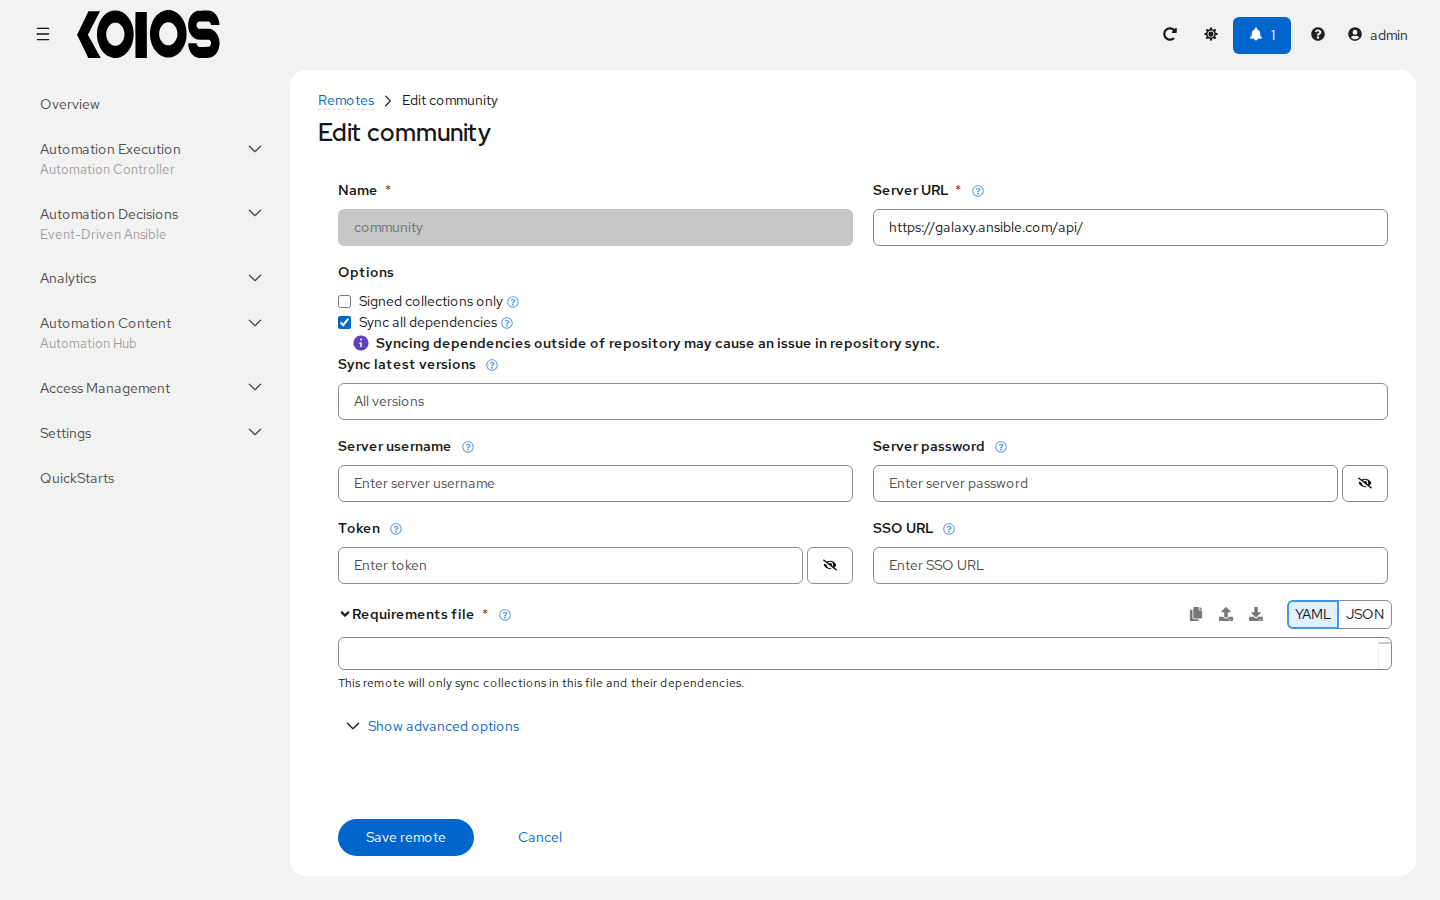 KOIOS
1
admin
Overview
Automation Execution
Automation Controller
Automation Decisions
Event-Driven Ansible
Analytics
Automation Content
Automation Hub
Access Management
Settings
QuickStarts
Remotes > Edit community
Edit community
Name *
community
Server URL *
https://galaxy.ansible.com/api/
Options
Signed collections only
Sync all dependencies
Syncing dependencies outside of repository may cause an issue in repository sync.
Sync latest versions
All versions
Server username
Enter server username
Server password
Enter server password
Token
Enter token
SSO URL
Enter SSO URL
Requirements file *
YAML JSON
This remote will only sync collections in this file and their dependencies.
Show advanced options
Save remote
Cancel